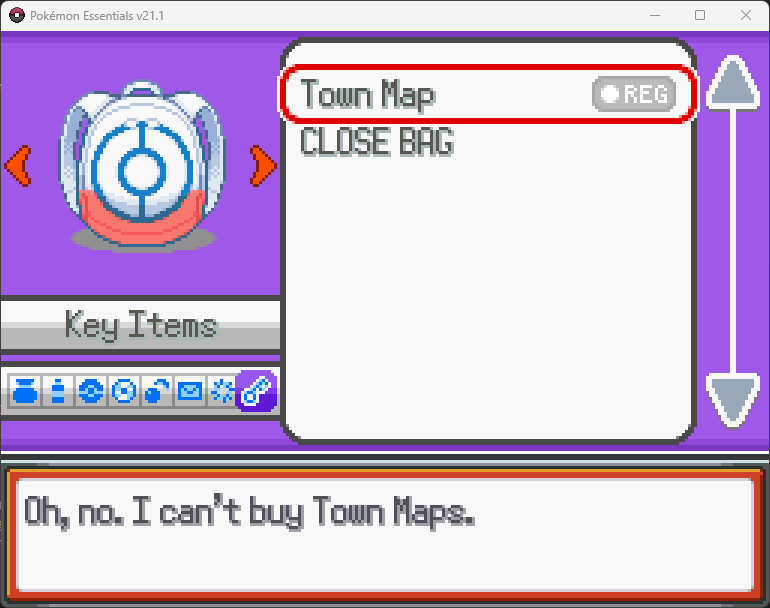 Pokémon Essentials v21.1
Town Map
REG
CLOSE BAG
Key Items
Oh, no. I can't buy Town Maps.